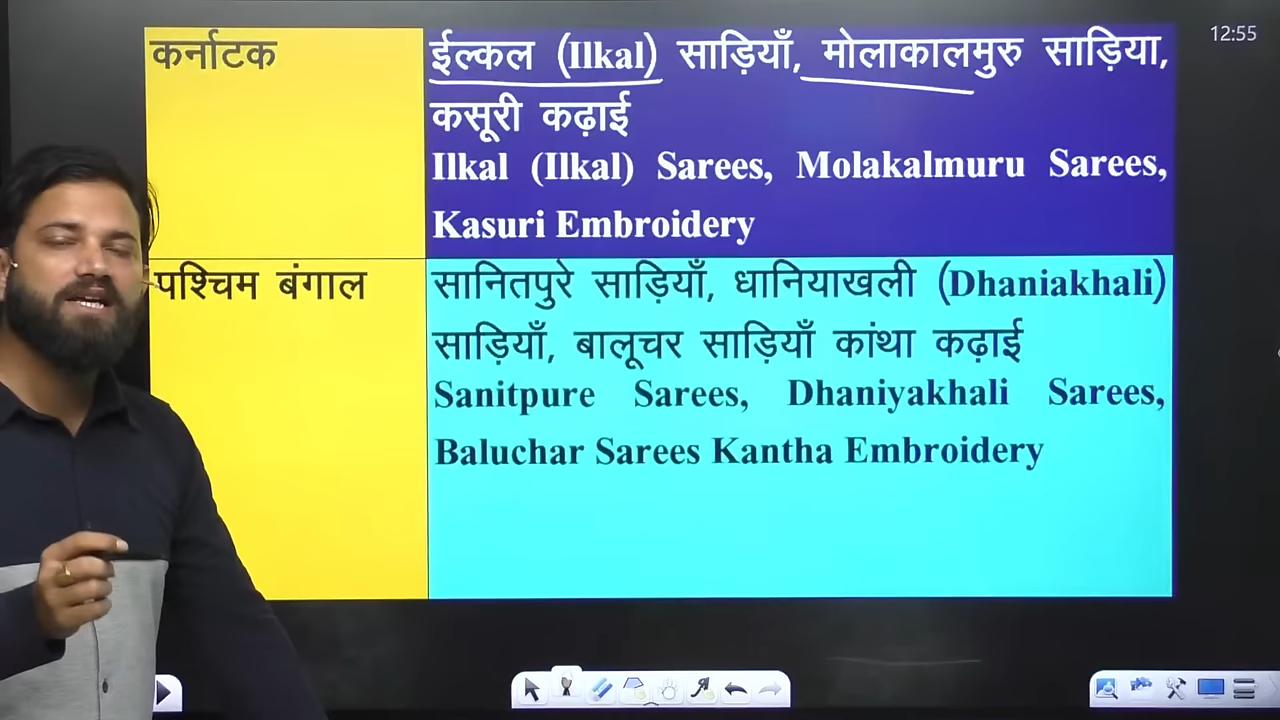 12:55
कर्नाटक
ईल्कल (Ilkal) साड़ियाँ, मोलाकालमुरु साड़िया,
कसूरी कढ़ाई
Ilkal (Ilkal) Sarees, Molakalmuru Sarees,
Kasuri Embroidery
पश्चिम बंगाल
सानितपुरे साड़ियाँ, धानियाखली (Dhaniakhali)
साड़ियाँ, बालूचर साड़ियाँ कांथा कढ़ाई
Sanitpure Sarees, Dhaniyakhali Sarees,
Baluchar Sarees Kantha Embroidery